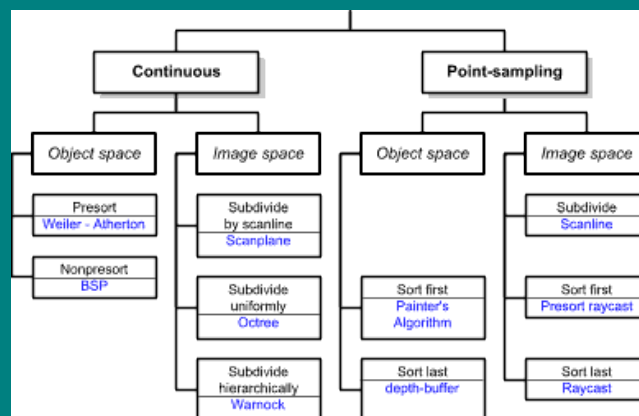 Continuous
Point-sampling
Object space
Image space
Object space
Image space
Presort
Weiler - Atherton
Nonpresort
BSP
Subdivide
by scanline
Scanplane
Subdivide
uniformly
Octree
Subdivide
hierarchically
Warnock
Sort first
Painter's
Algorithm
Sort last
depth-buffer
Subdivide
Scanline
Sort first
Presort raycast
Sort last
Raycast